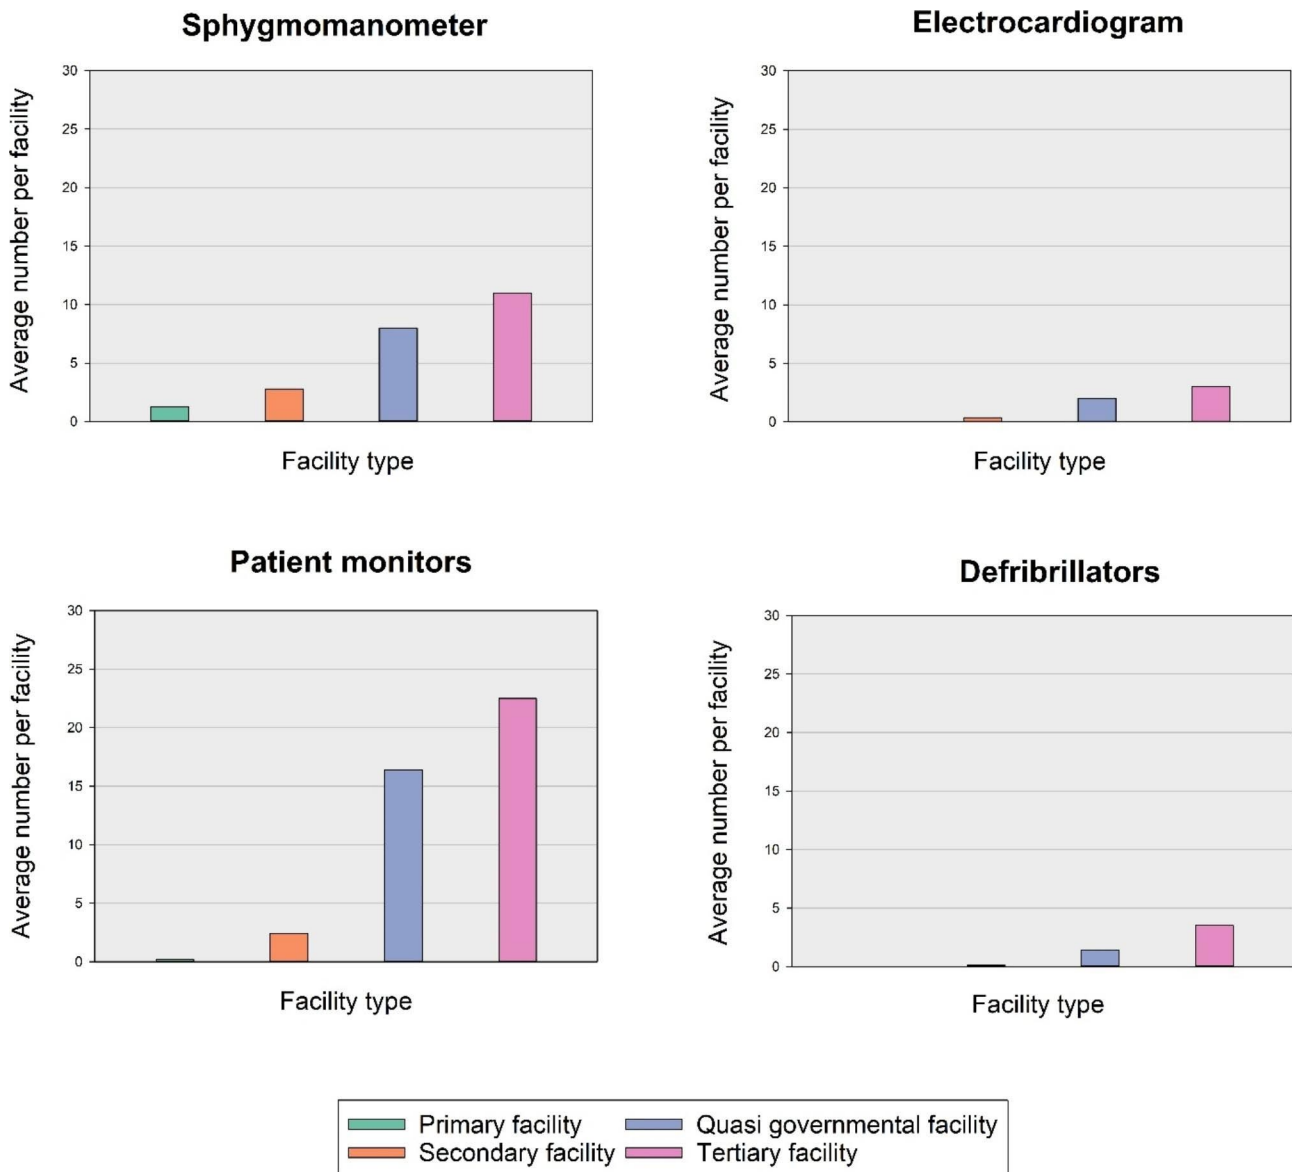 Sphygmomanometer
Average number per facility
30
25
20
15
10
5
0
Facility type
Electrocardiogram
Average number per facility
30
25
20
15
10
5
0
Facility type
Patient monitors
Average number per facility
30
25
20
15
10
5
0
Facility type
Defribrillators
Average number per facility
30
25
20
15
10
5
0
Facility type
Primary facility
Quasi governmental facility
Secondary facility
Tertiary facility